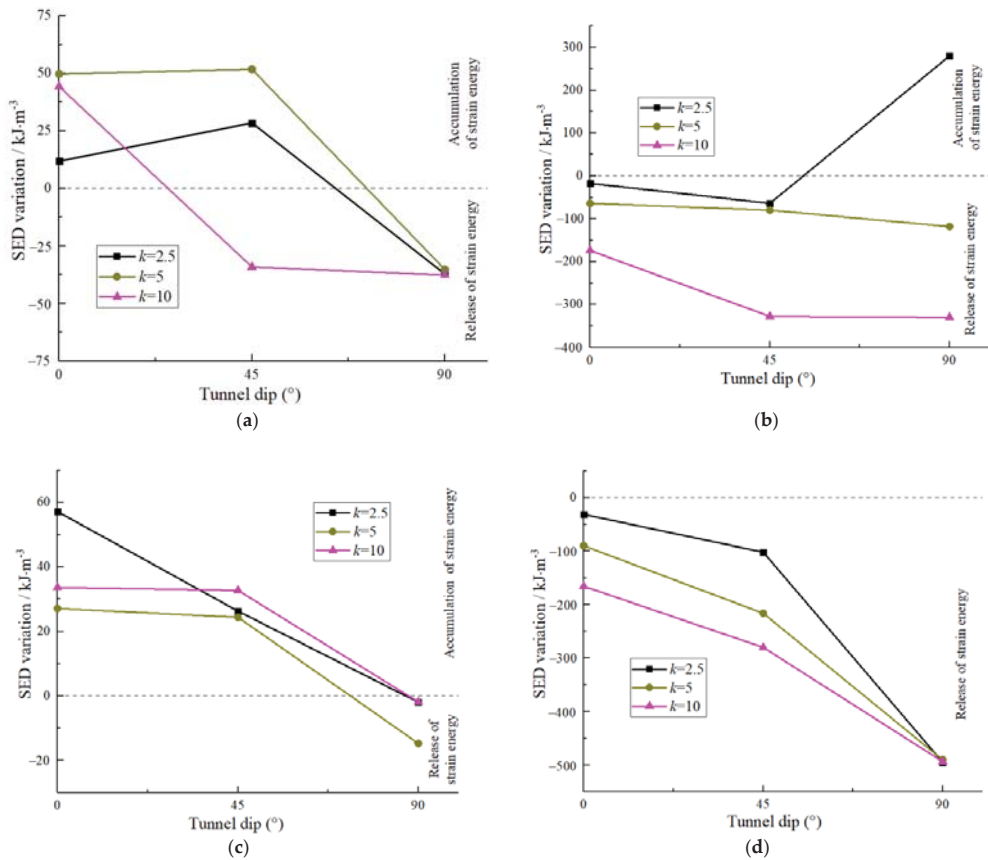 75
50
25
0
−25
−50
−75
SED variation / kJ·m⁻³
Accumulation
of strain energy
Release of strain energy
k=2.5
k=5
k=10
0
45
90
Tunnel dip (°)
(a)
300
200
100
0
−100
−200
−300
−400
SED variation / kJ·m⁻³
Accumulation
of strain energy
Release of strain energy
k=2.5
k=5
k=10
0
45
90
Tunnel dip (°)
(b)
60
40
20
0
−20
SED variation / kJ·m⁻³
Accumulation of strain energy
Release of
strain energy
k=2.5
k=5
k=10
0
45
90
Tunnel dip (°)
(c)
0
−100
−200
−300
−400
−500
SED variation / kJ·m⁻³
Release of strain energy
k=2.5
k=5
k=10
0
45
90
Tunnel dip (°)
(d)